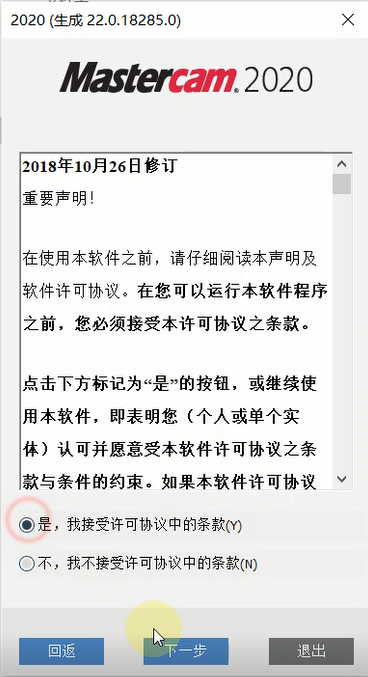 2020 (生成 22.0.18285.0)
Mastercam® 2020
2018年10月26日修订
重要声明！
在使用本软件之前，请仔细阅读本声明及
软件许可协议。在您可以运行本软件程序
之前，您必须接受本许可协议之条款。
点击下方标记为“是”的按钮，或继续使
用本软件，即表明您（个人或单个实
体）认可并愿意受本软件许可协议之条
款与条件的约束。如果本软件许可协议
是，我接受许可协议中的条款(Y)
不，我不接受许可协议中的条款(N)
回返 下一步 退出